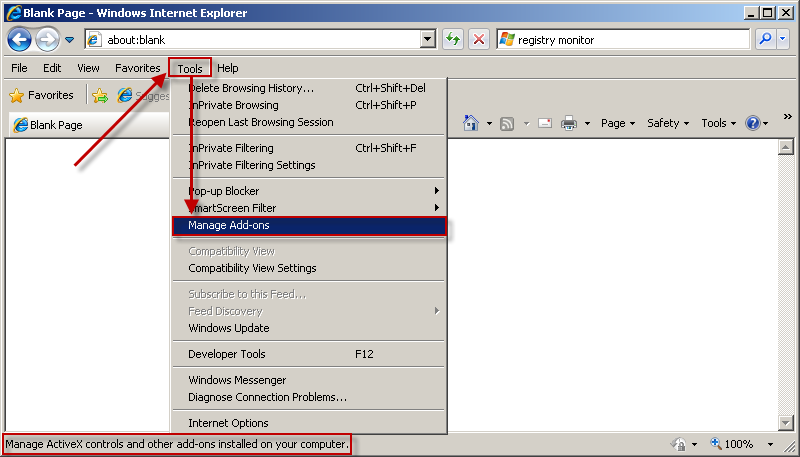 Blank Page - Windows Internet Explorer
about:blank
registry monitor
File Edit View Favorites Tools Help
Favorites
Blank Page
Page Safety Tools
Delete Browsing History... Ctrl+Shift+Del
InPrivate Browsing Ctrl+Shift+P
Reopen Last Browsing Session
InPrivate Filtering Ctrl+Shift+F
InPrivate Filtering Settings
Pop-up Blocker
SmartScreen Filter
Manage Add-ons
Compatibility View
Compatibility View Settings
Subscribe to this Feed...
Feed Discovery
Windows Update
Developer Tools F12
Windows Messenger
Diagnose Connection Problems...
Internet Options
Manage ActiveX controls and other add-ons installed on your computer.
100%